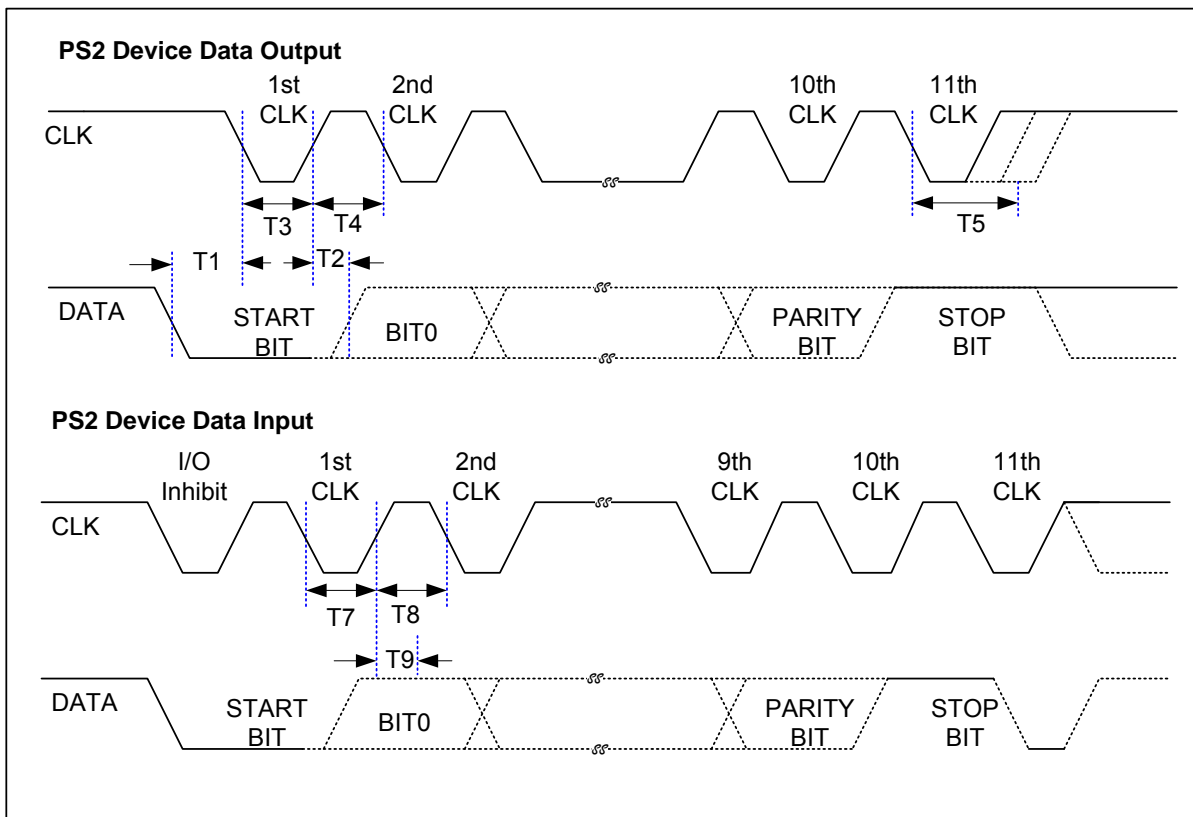 PS2 Device Data Output
1st
CLK
2nd
CLK
10th
CLK
11th
CLK
CLK
T3
T4
T5
T1
T2
DATA
START
BIT
BIT0
PARITY
BIT
STOP
BIT
PS2 Device Data Input
I/O
Inhibit
1st
CLK
2nd
CLK
9th
CLK
10th
CLK
11th
CLK
CLK
T7
T8
T9
DATA
START
BIT
BIT0
PARITY
BIT
STOP
BIT